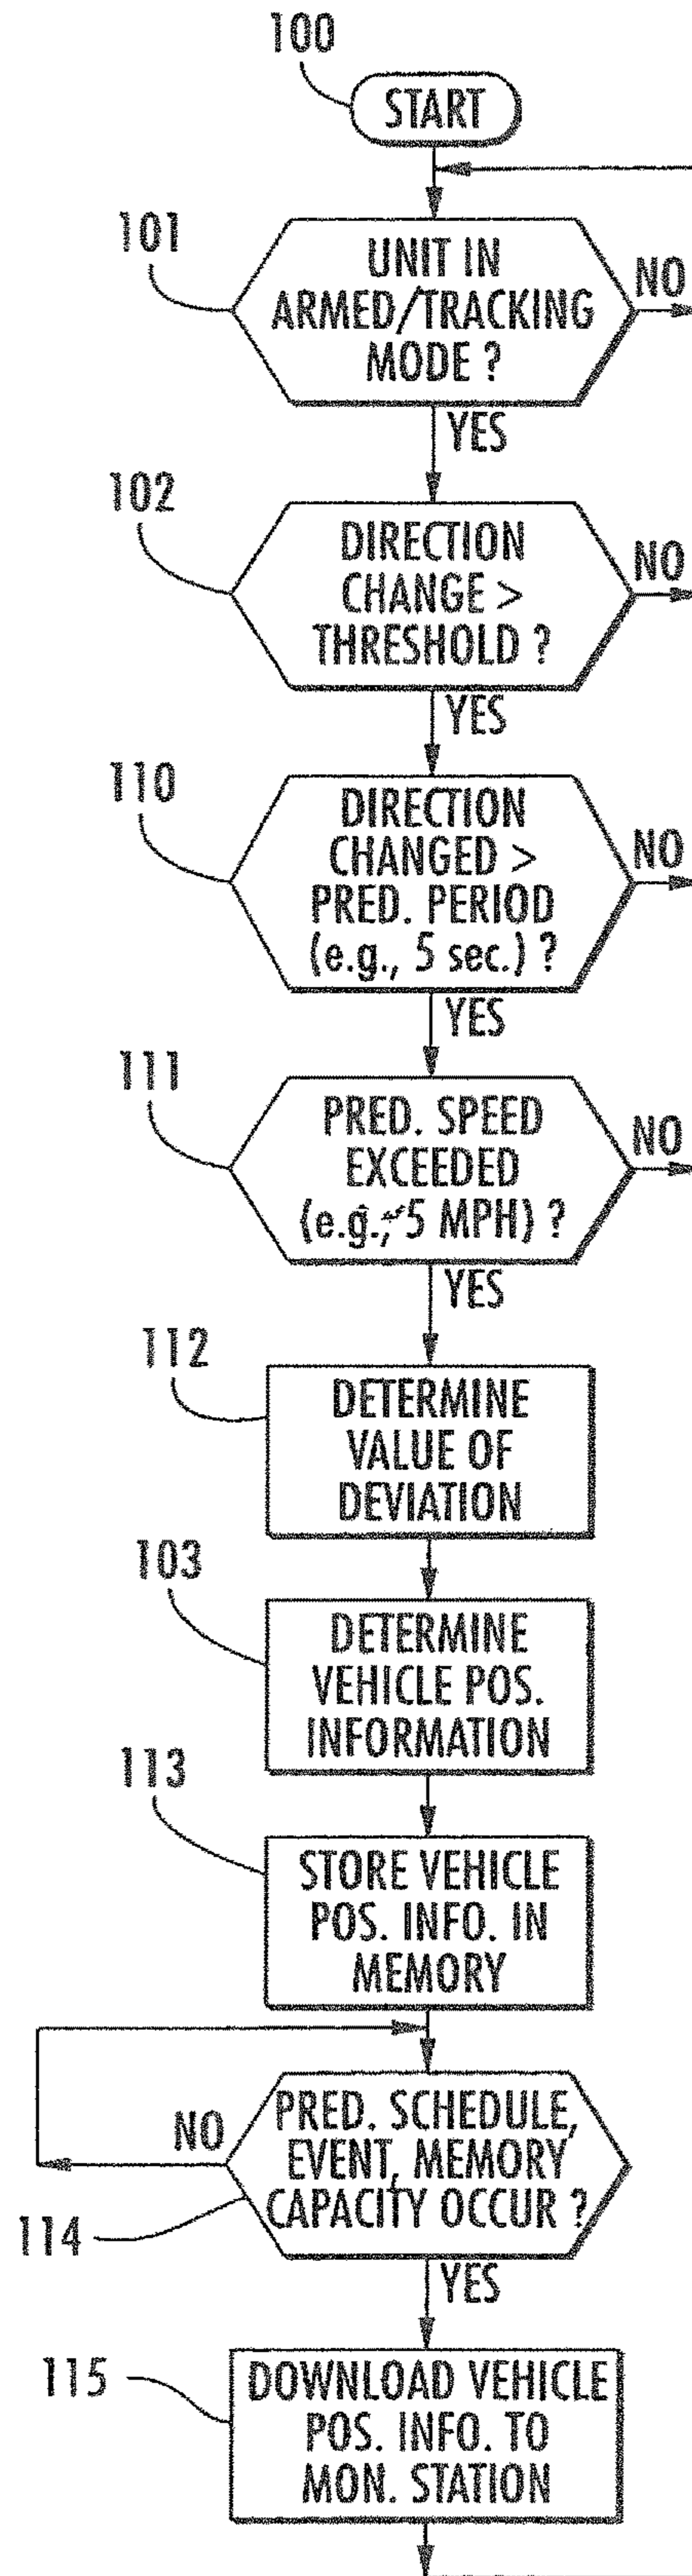 100
START
101
UNIT IN
ARMED/TRACKING
MODE ?
NO
YES
102
DIRECTION
CHANGE >
THRESHOLD ?
NO
YES
110
DIRECTION
CHANGED >
PRED. PERIOD
(e.g., 5 sec.) ?
NO
YES
111
PRED. SPEED
EXCEEDED
(e.g., 5 MPH) ?
NO
YES
112
DETERMINE
VALUE OF
DEVIATION
103
DETERMINE
VEHICLE POS.
INFORMATION
113
STORE VEHICLE
POS. INFO. IN
MEMORY
NO
PRED. SCHEDULE,
EVENT, MEMORY
CAPACITY OCCUR ?
114
YES
115
DOWNLOAD VEHICLE
POS. INFO. TO
MON. STATION